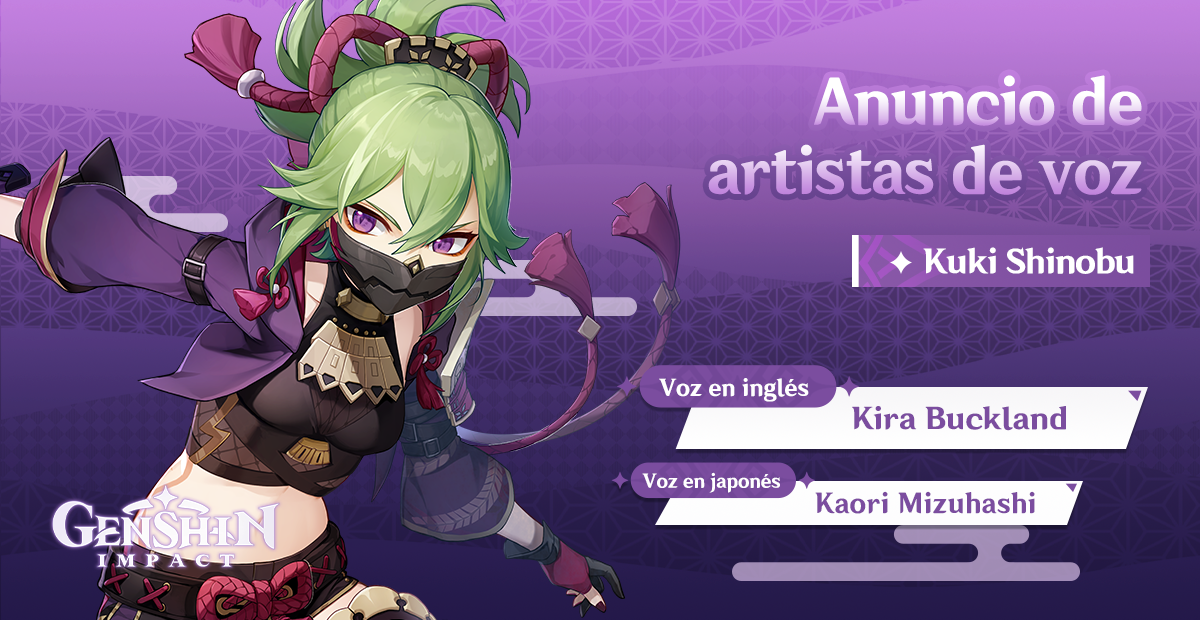 Anuncio de
artistas de voz
Kuki Shinobu
Voz en inglés
Kira Buckland
Voz en japonés
Kaori Mizuhashi
GENSHIN
IMPACT